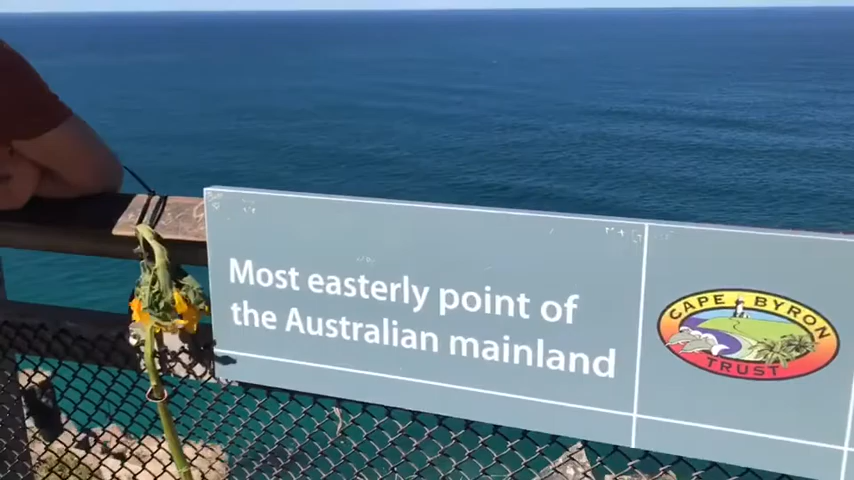 Most easterly point of
the Australian mainland
CAPE BYRON
TRUST